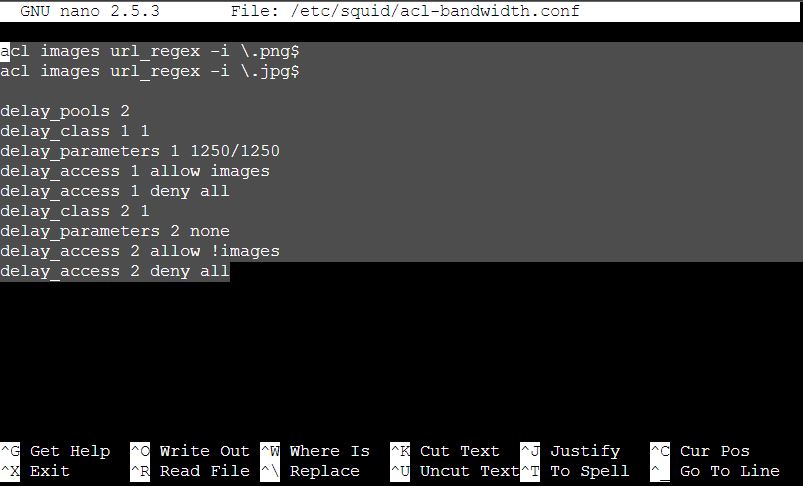 GNU nano 2.5.3 File: /etc/squid/acl-bandwidth.conf
acl images url_regex -i \.png$
acl images url_regex -i \.jpg$
delay_pools 2
delay_class 1 1
delay_parameters 1 1250/1250
delay_access 1 allow images
delay_access 1 deny all
delay_class 2 1
delay_parameters 2 none
delay_access 2 allow !images
delay_access 2 deny all
^G Get Help ^O Write Out ^W Where Is ^K Cut Text ^J Justify ^C Cur Pos
^X Exit ^R Read File ^\ Replace ^U Uncut Text ^T To Spell ^_ Go To Line